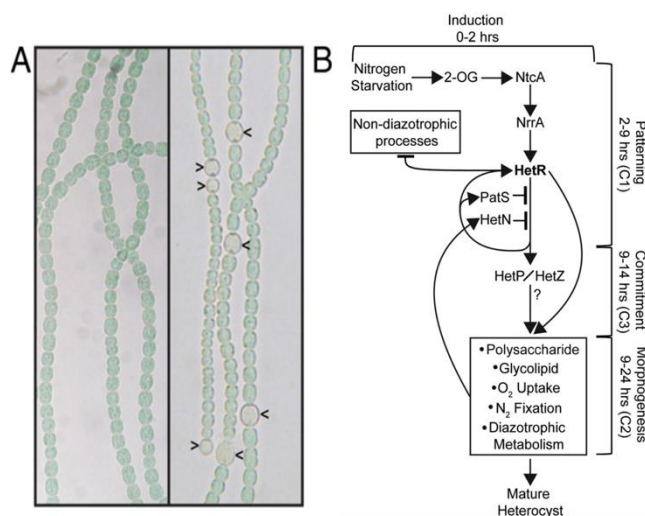 A
B
Induction
0-2 hrs
Nitrogen
Starvation
2-OG
NtcA
NrrA
Non-diazotrophic
processes
HetR
PatS
HetN
HetP/HetZ
?
•Polysaccharide
•Glycolipid
•O₂ Uptake
•N₂ Fixation
•Diazotrophic
Metabolism
Mature
Heterocyst
Patterning
2-9 hrs (C1)
Commitment
9-14 hrs (C3)
Morphogenesis
9-24 hrs (C2)